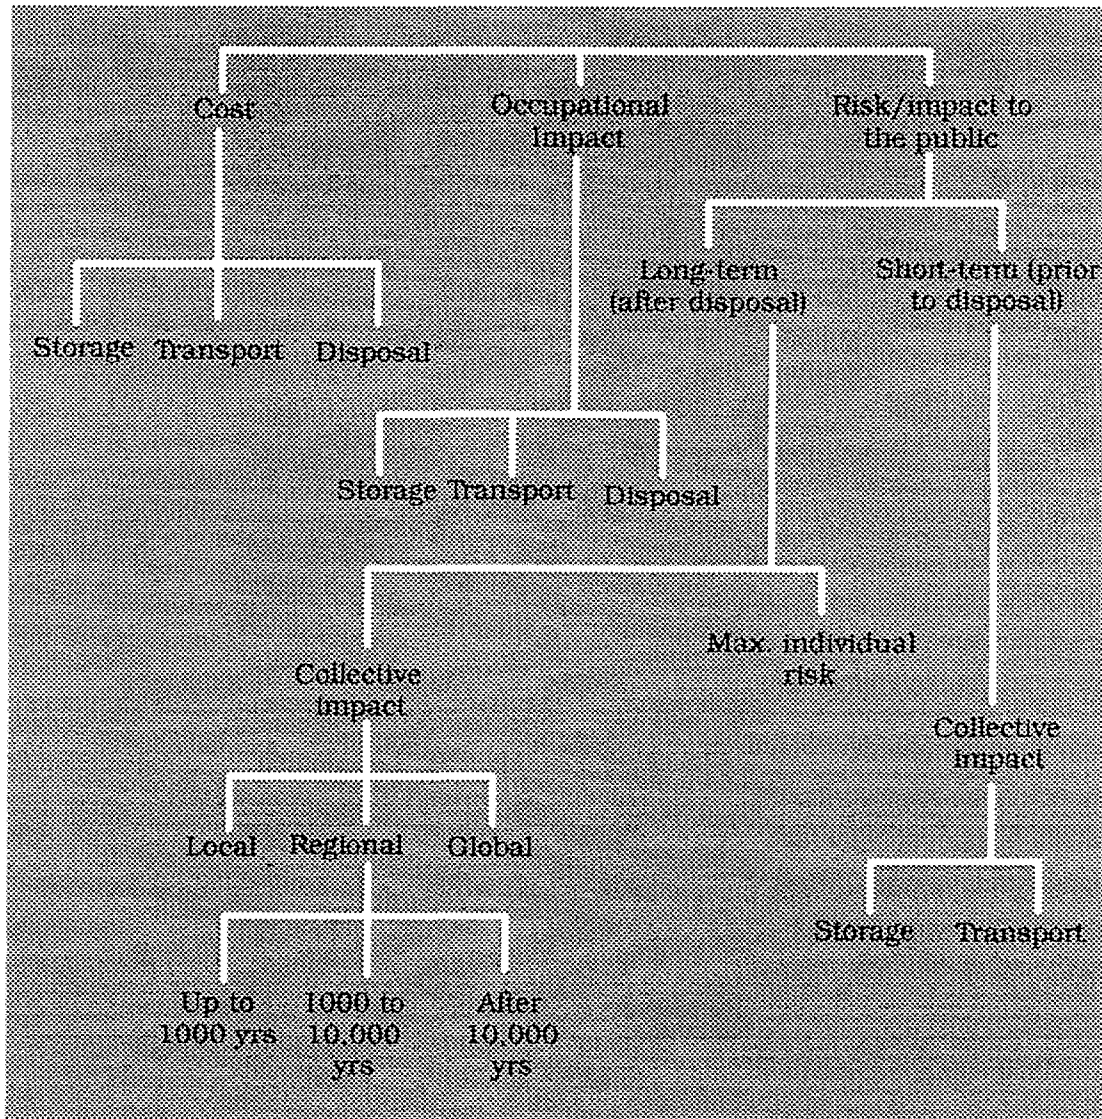 Cost
Occupational
Impact
Risk/impact to
the public
Long-term
(after disposal)
Short-term (prior
to disposal)
Storage
Transport
Disposal
Storage
Transport
Disposal
Max. individual
risk
Collective
impact
Collective
impact
Local
Regional
Global
Storage
Transport
Up to
1000 yrs
1000 to
10,000
yrs
After
10,000
yrs